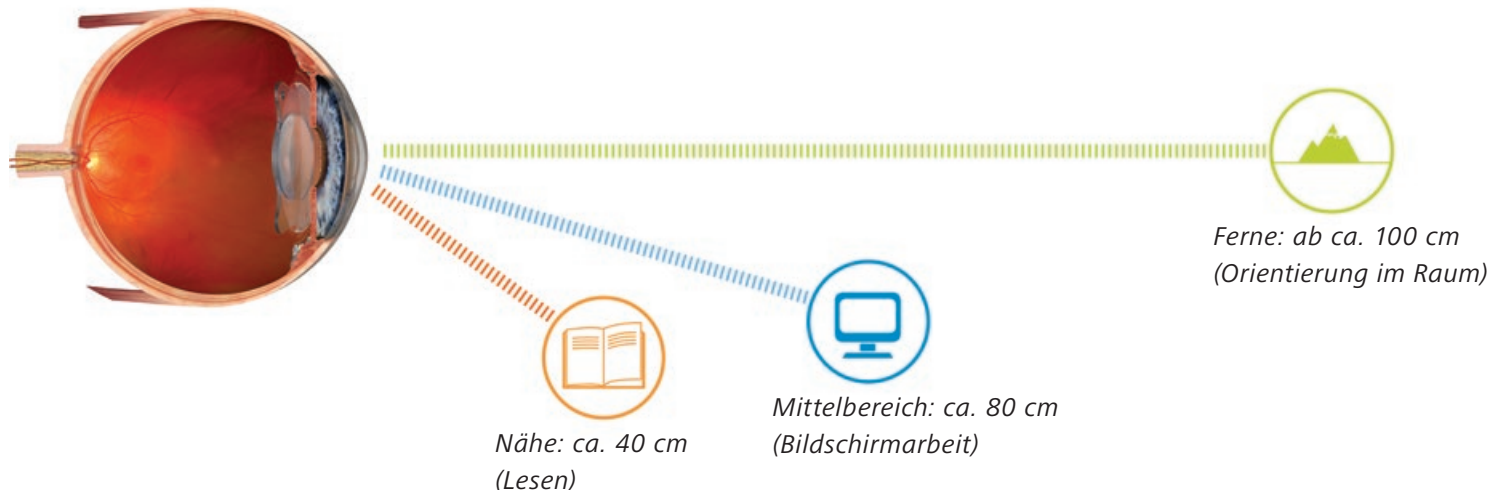 Ferne: ab ca. 100 cm
(Orientierung im Raum)
Mittelbereich: ca. 80 cm
(Bildschirmarbeit)
Nähe: ca. 40 cm
(Lesen)